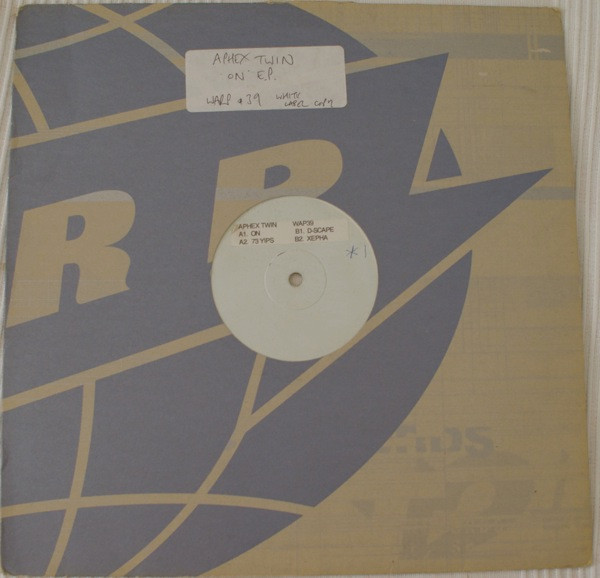 APHEX TWIN
ON' E.P.
WARP #39 WHITE LABEL COPY
RP
APHEX TWIN WAP39
A1. ON B1. D-SCAPE
A2. 73 YIPS B2. XEPHA
*1